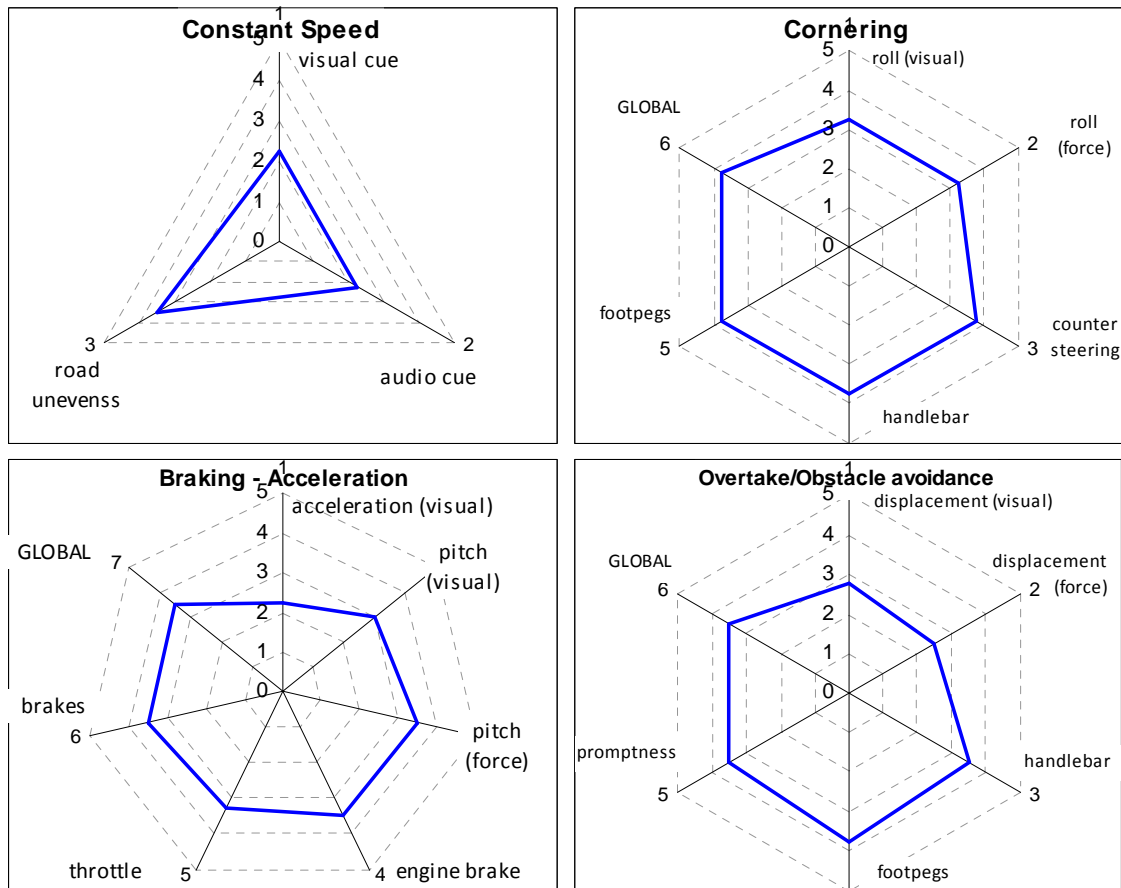 Constant Speed
1
5
visual cue
4
3
2
1
0
3
2
road
unevenss
audio cue
Cornering
1
5
roll (visual)
4
GLOBAL
6
3
2
roll
(force)
2
1
0
footpegs
5
counter
steering
3
handlebar
Braking - Acceleration
1
5
acceleration (visual)
4
GLOBAL
7
pitch
(visual)
3
2
1
0
brakes
6
pitch
(force)
throttle
5
4
engine brake
Overtake/Obstacle avoidance
1
5
displacement (visual)
4
GLOBAL
6
3
displacement
(force)
2
2
1
0
promptness
5
handlebar
3
footpegs